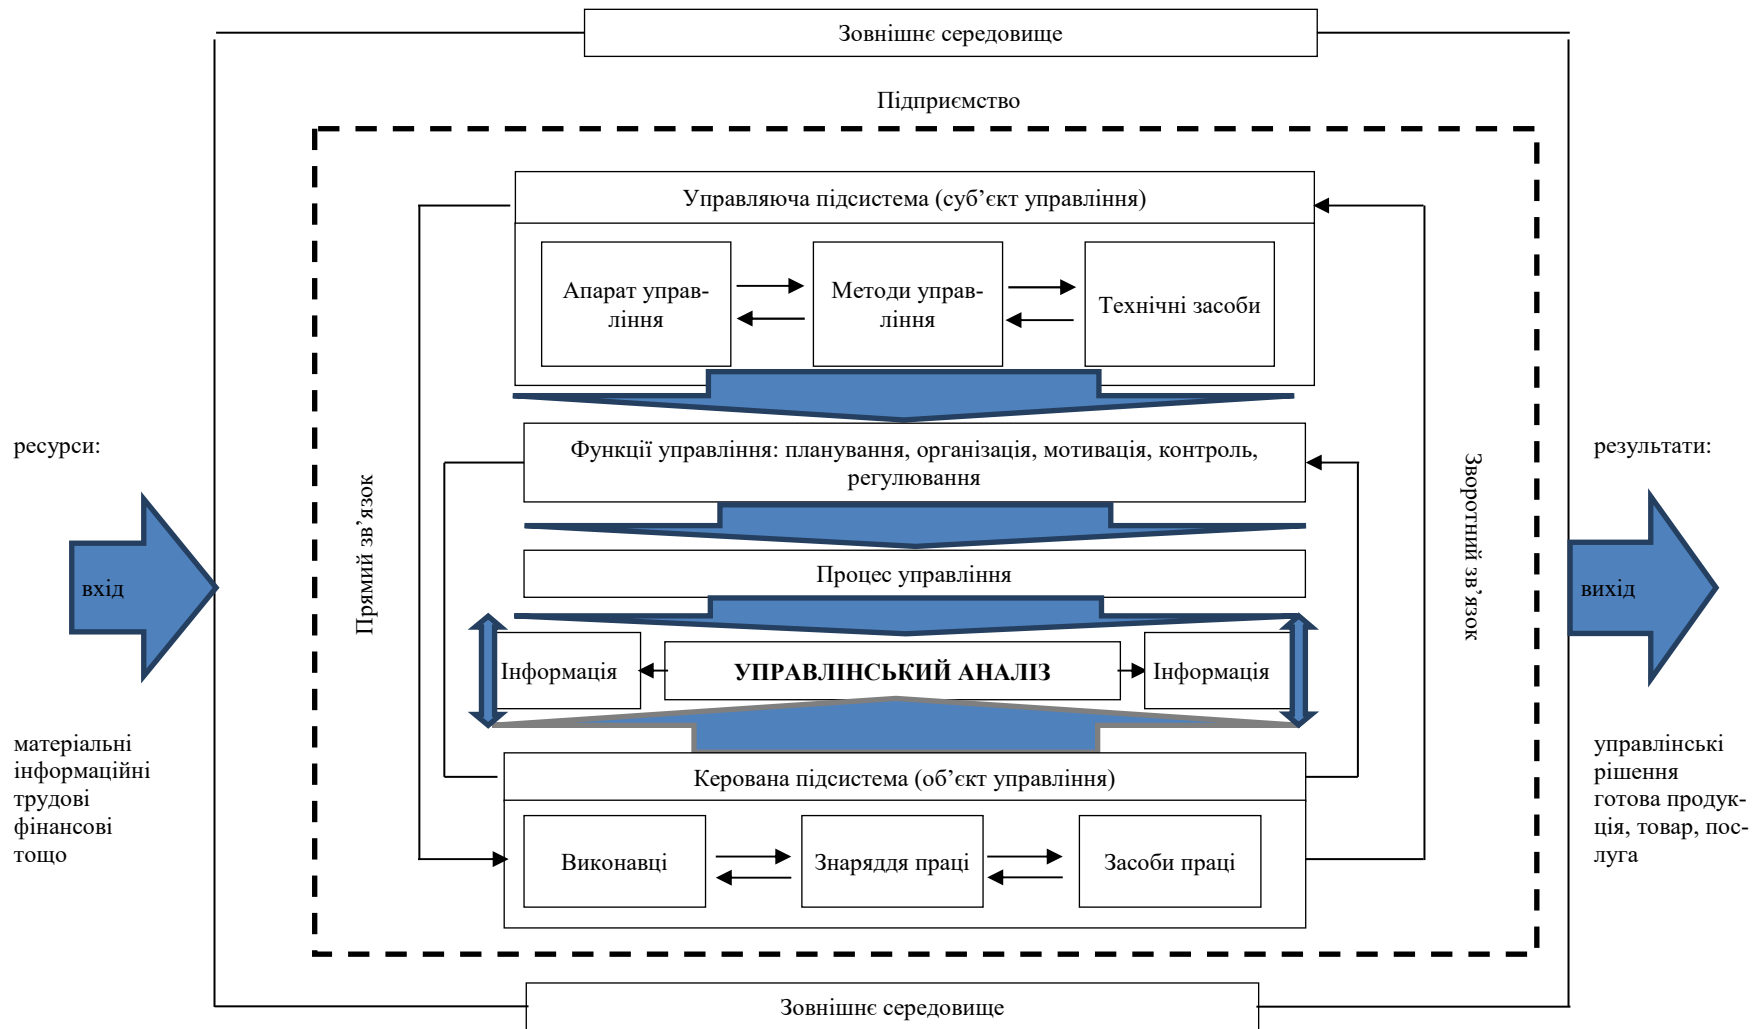 Зовнішнє середовище
Підприємство
Управляюча підсистема (суб’єкт управління)
Апарат управ-
ління
Методи управ-
ління
Технічні засоби
ресурси:
Функції управління: планування, організація, мотивація, контроль,
регулювання
результати:
Прямий зв’язок
Зворотний зв’язок
вхід
Процес управління
вихід
Інформація
УПРАВЛІНСЬКИЙ АНАЛІЗ
Інформація
матеріальні
інформаційні
трудові
фінансові
тощо
Керована підсистема (об’єкт управління)
управлінські
рішення
готова продук-
ція, товар, пос-
луга
Виконавці
Знаряддя праці
Засоби праці
Зовнішнє середовище